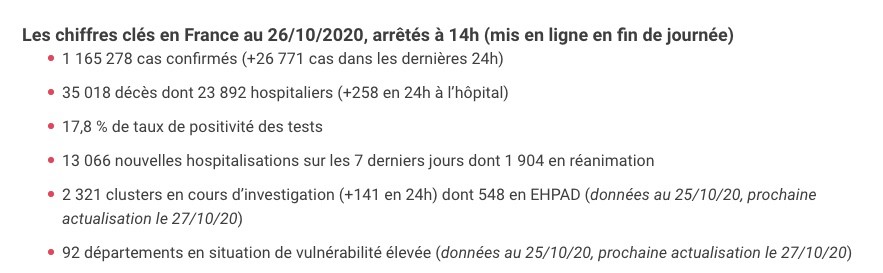 Les chiffres clés en France au 26/10/2020, arrêtés à 14h (mis en ligne en fin de journée)
• 1 165 278 cas confirmés (+26 771 cas dans les dernières 24h)
• 35 018 décès dont 23 892 hospitaliers (+258 en 24h à l’hôpital)
• 17,8 % de taux de positivité des tests
• 13 066 nouvelles hospitalisations sur les 7 derniers jours dont 1 904 en réanimation
• 2 321 clusters en cours d’investigation (+141 en 24h) dont 548 en EHPAD (données au 25/10/20, prochaine
actualisation le 27/10/20)
• 92 départements en situation de vulnérabilité élevée (données au 25/10/20, prochaine actualisation le 27/10/20)